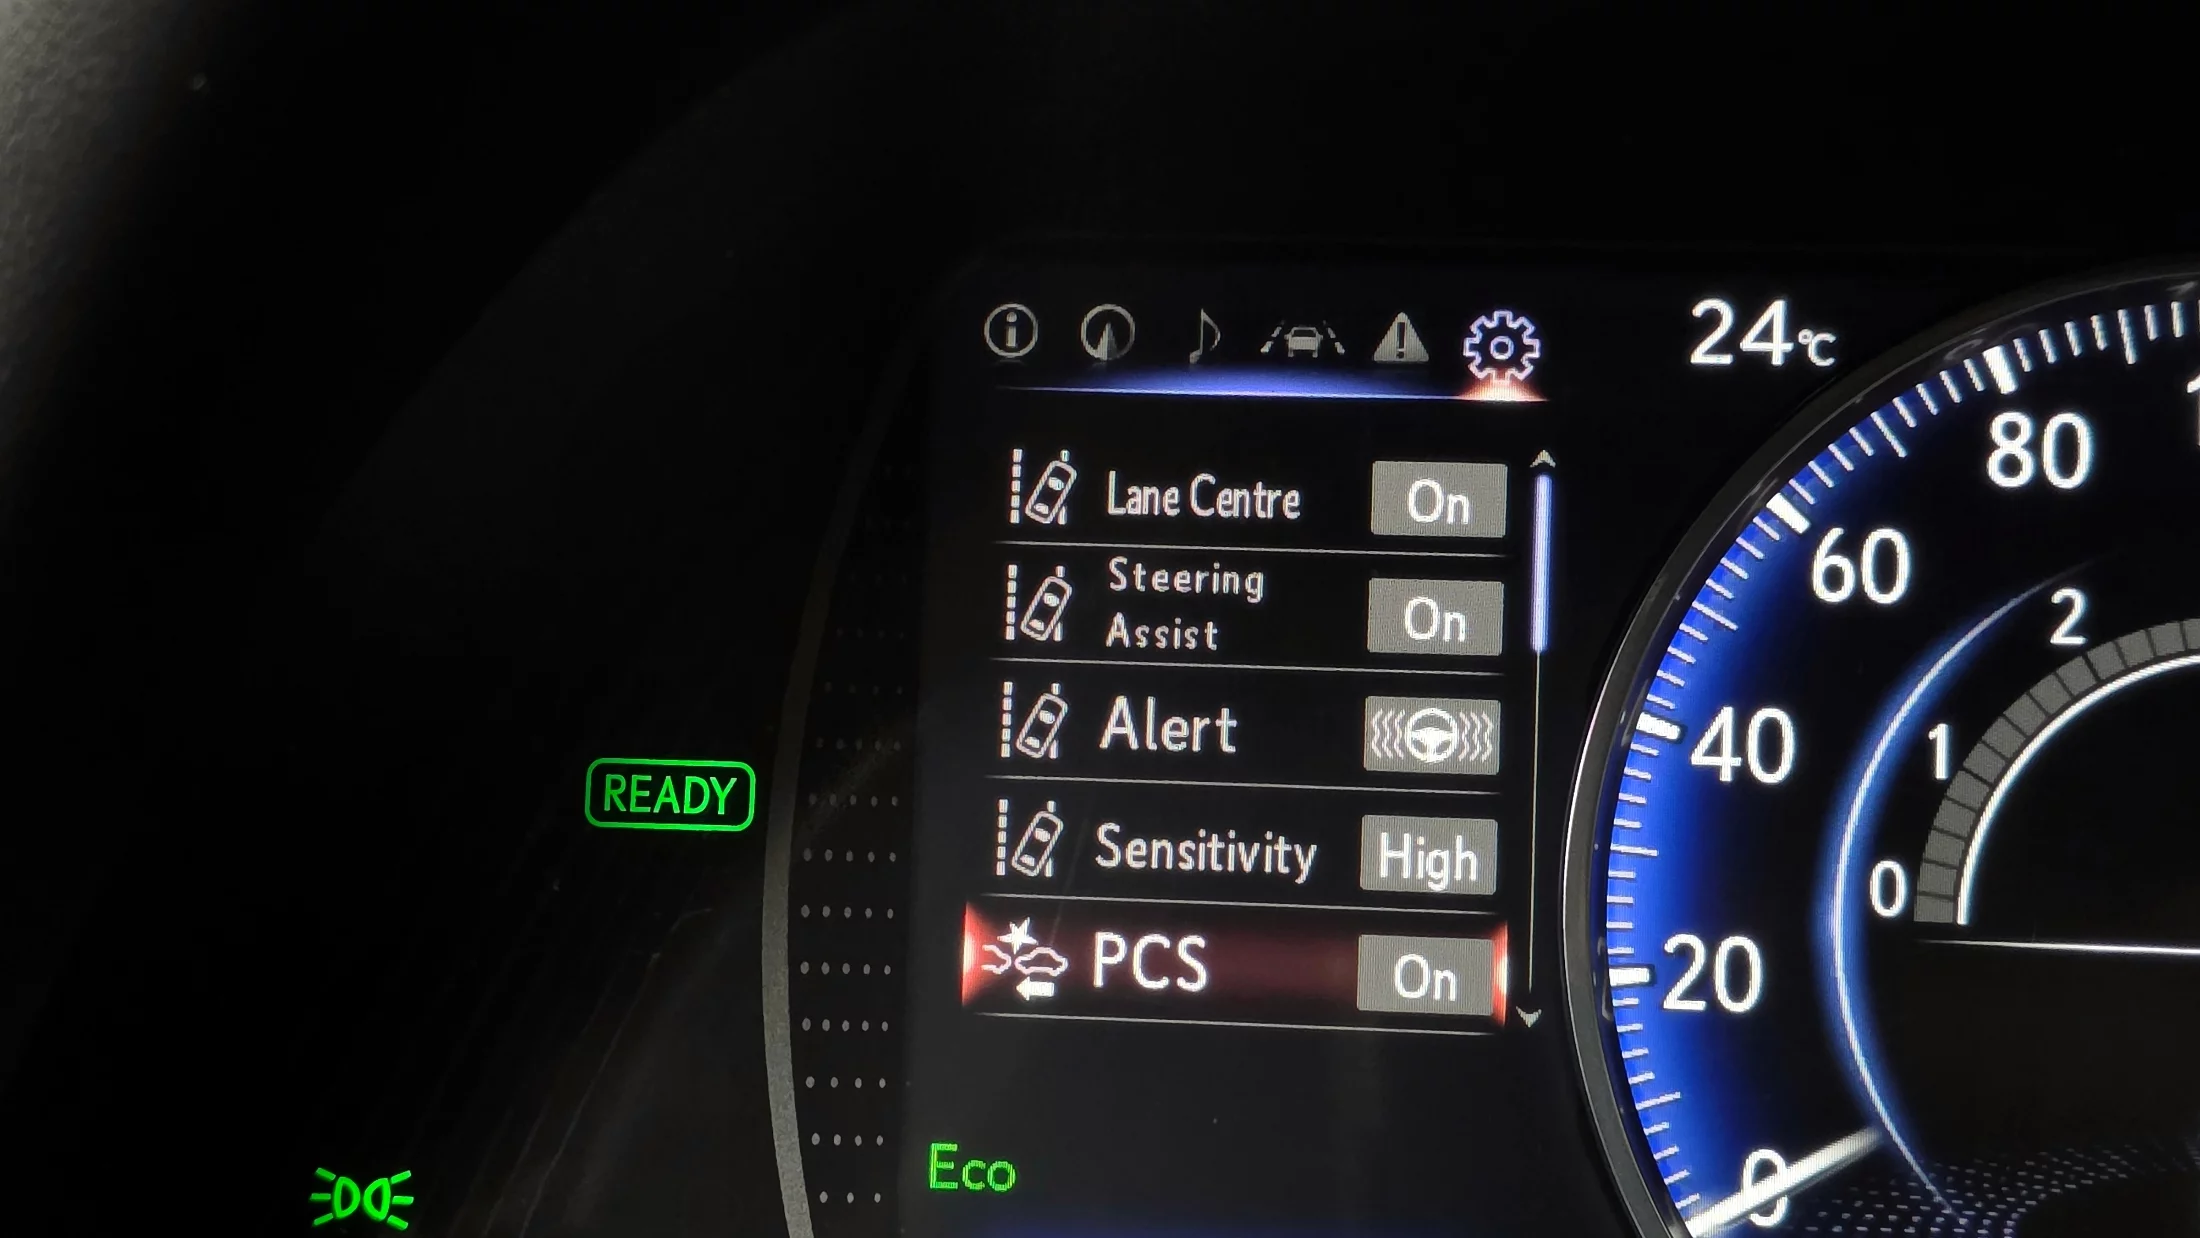 24°C
Lane Centre On
Steering
Assist On
Alert
Sensitivity High
PCS On
READY
Eco
80
60
40
20
0
2
1
0